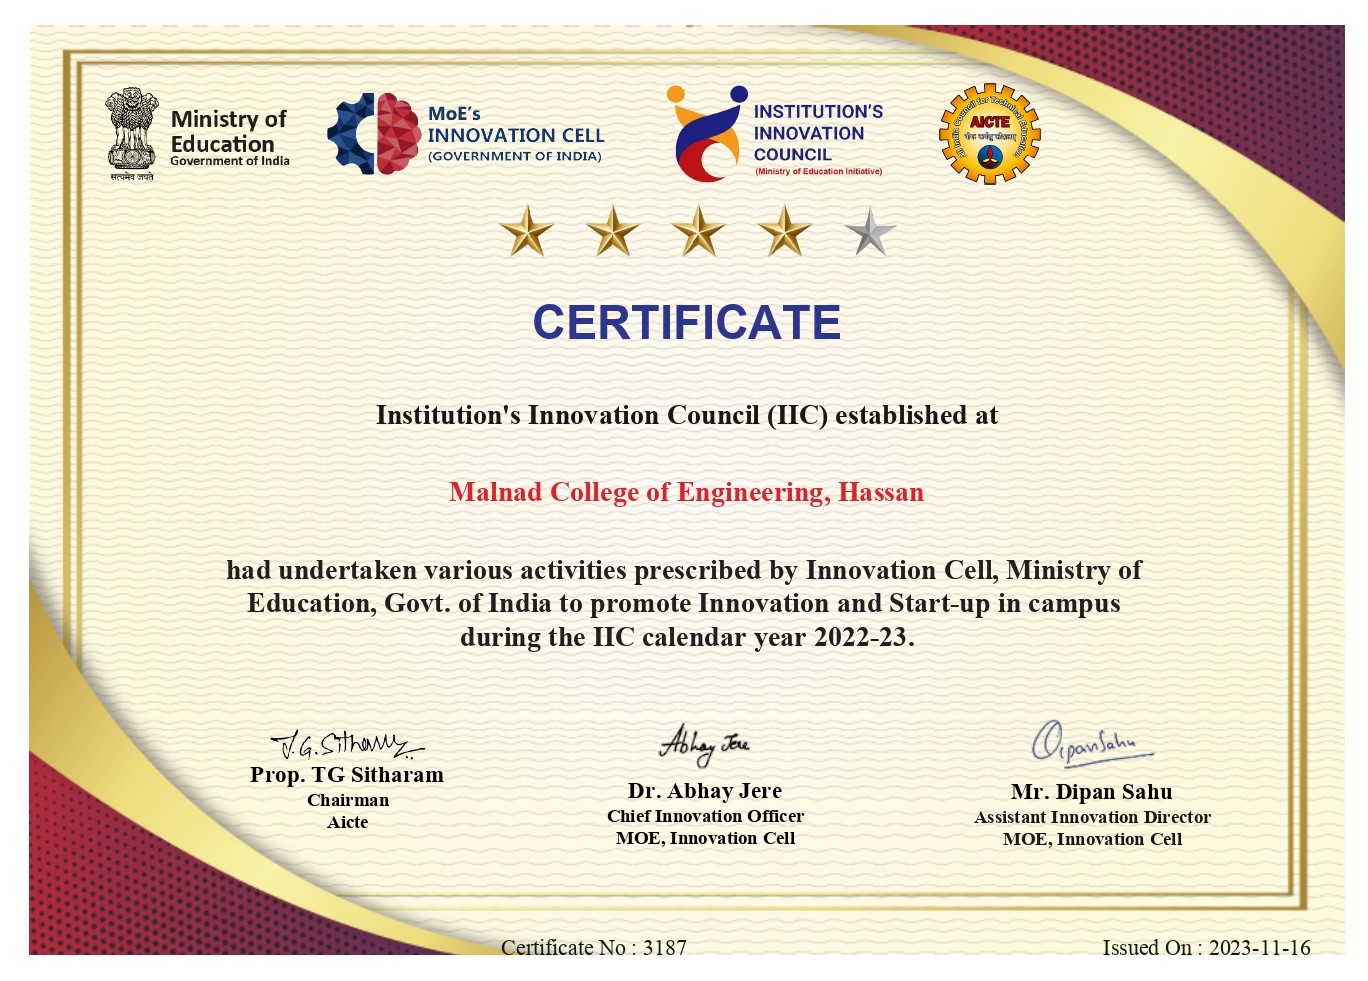 Ministry of
Education
Government of India
सत्यमेव जयते
MoE's
INNOVATION CELL
(GOVERNMENT OF INDIA)
INSTITUTION'S
INNOVATION
COUNCIL
(Ministry of Education Initiative)
All India Council for Technical Education
AICTE
CERTIFICATE
Institution's Innovation Council (IIC) established at
Malnad College of Engineering, Hassan
had undertaken various activities prescribed by Innovation Cell, Ministry of
Education, Govt. of India to promote Innovation and Start-up in campus
during the IIC calendar year 2022-23.
T.G. Sitharam
Prop. TG Sitharam
Chairman
Aicte
Abhay Jere
Dr. Abhay Jere
Chief Innovation Officer
MOE, Innovation Cell
Dipan Sahu
Mr. Dipan Sahu
Assistant Innovation Director
MOE, Innovation Cell
Certificate No : 3187
Issued On : 2023-11-16